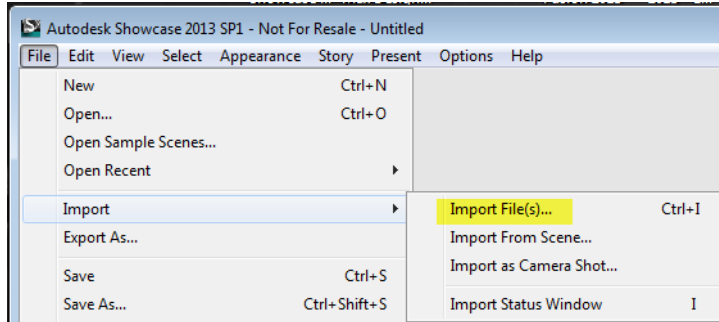 Autodesk Showcase 2013 SP1 - Not For Resale - Untitled
File Edit View Select Appearance Story Present Options Help
New Ctrl+N
Open... Ctrl+O
Open Sample Scenes...
Open Recent
Import
Export As...
Save Ctrl+S
Save As... Ctrl+Shift+S
Import File(s)... Ctrl+I
Import From Scene...
Import as Camera Shot...
Import Status Window I